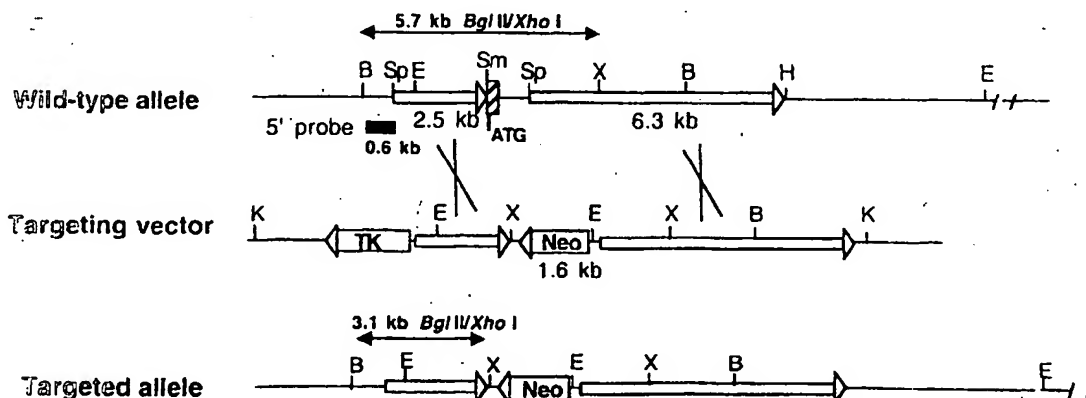 5.7 kb Bgl II/Xho I
B Sp E Sm Sp X B H E
Wild-type allele
5' probe 2.5 kb ATG 6.3 kb
0.6 kb
K E X E X B K
Targeting vector
TK Neo
1.6 kb
3.1 kb Bgl II/Xho I
B E X E X B E
Targeted allele
Neo